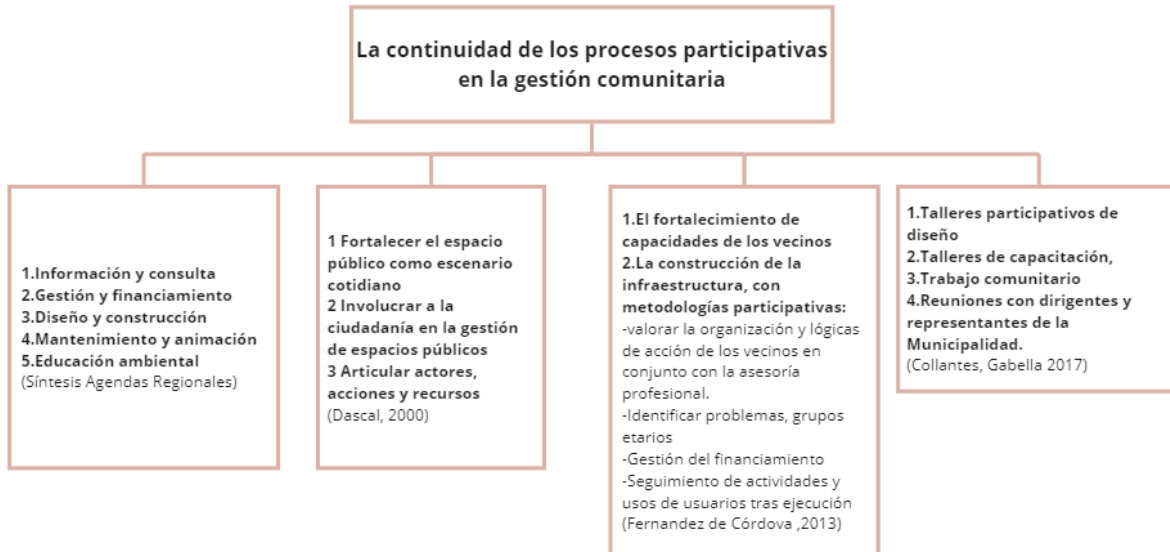 La continuidad de los procesos participativas
en la gestión comunitaria
1.Información y consulta
2.Gestión y financiamiento
3.Diseño y construcción
4.Mantenimiento y animación
5.Educación ambiental
(Síntesis Agendas Regionales)
1 Fortalecer el espacio
público como escenario
cotidiano
2 Involucrar a la
ciudadanía en la gestión
de espacios públicos
3 Articular actores,
acciones y recursos
(Dascal, 2000)
1.El fortalecimiento de
capacidades de los vecinos
2.La construcción de la
infraestructura, con
metodologías participativas:
-valorar la organización y lógicas
de acción de los vecinos en
conjunto con la asesoría
profesional.
-Identificar problemas, grupos
etarios
-Gestión del financiamiento
-Seguimiento de actividades y
usos de usuarios tras ejecución
(Fernandez de Córdova ,2013)
1.Talleres participativos de
diseño
2.Talleres de capacitación,
3.Trabajo comunitario
4.Reuniones con dirigentes y
representantes de la
Municipalidad.
(Collantes, Gabella 2017)